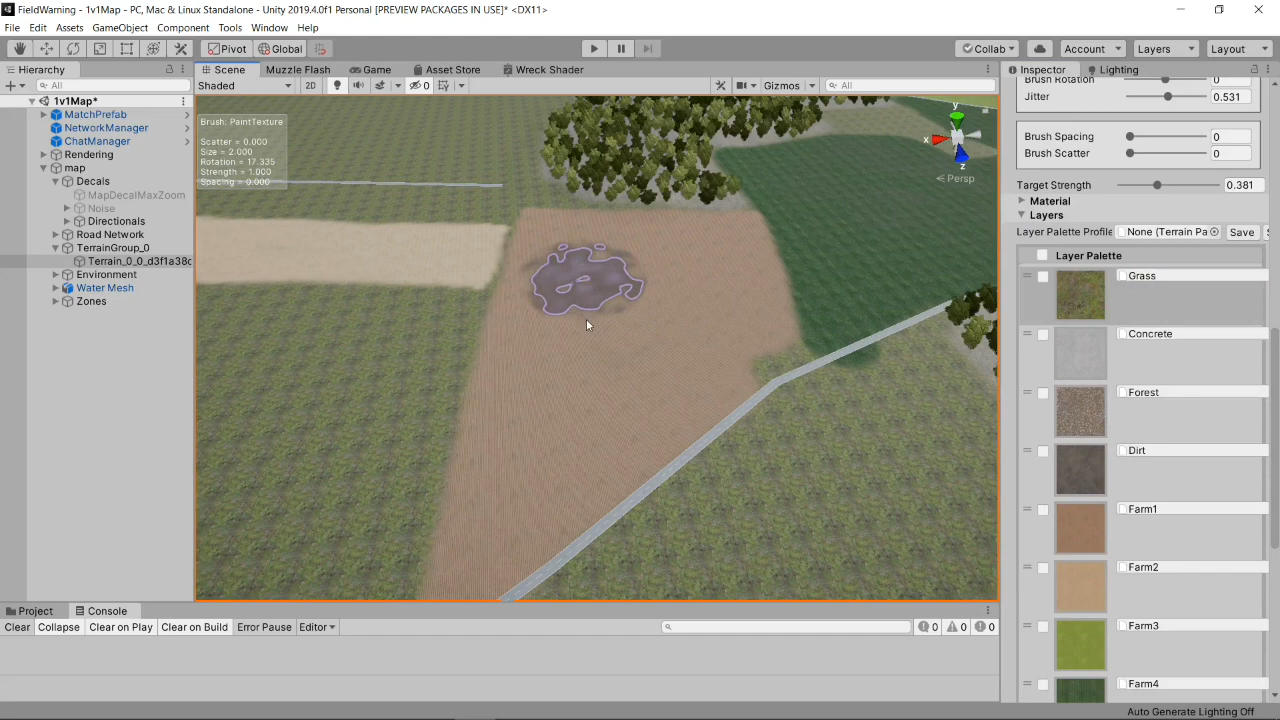 FieldWarning - 1v1Map - PC, Mac & Linux Standalone - Unity 2019.4.0f1 Personal [PREVIEW PACKAGES IN USE]* <DX11>
File Edit Assets GameObject Component Tools Window Help
Pivot Global Collab Account Layers Layout
Hierarchy Scene Muzzle Flash Game Asset Store Wreck Shader Inspector Lighting
All Shaded 2D 0 Gizmos All
1v1Map*
MatchPrefab
NetworkManager
ChatManager
Rendering
map
Decals
MapDecalMaxZoom
Noise
Directionals
Road Network
TerrainGroup_0
Terrain_0_0_d3f1a38c
Environment
Water Mesh
Zones
Brush: PaintTexture
Scatter = 0.000
Size = 2.000
Rotation = 17.335
Strength = 1.000
Spacing = 0.000
y
x
z
Persp
Brush Rotation 0
Jitter 0.531
Brush Spacing 0
Brush Scatter 0
Target Strength 0.381
Material
Layers
Layer Palette Profile None (Terrain Pa Save S
Layer Palette
Grass
Concrete
Forest
Dirt
Farm1
Farm2
Farm3
Farm4
Project Console
Clear Collapse Clear on Play Clear on Build Error Pause Editor 0 0 0
Auto Generate Lighting Off